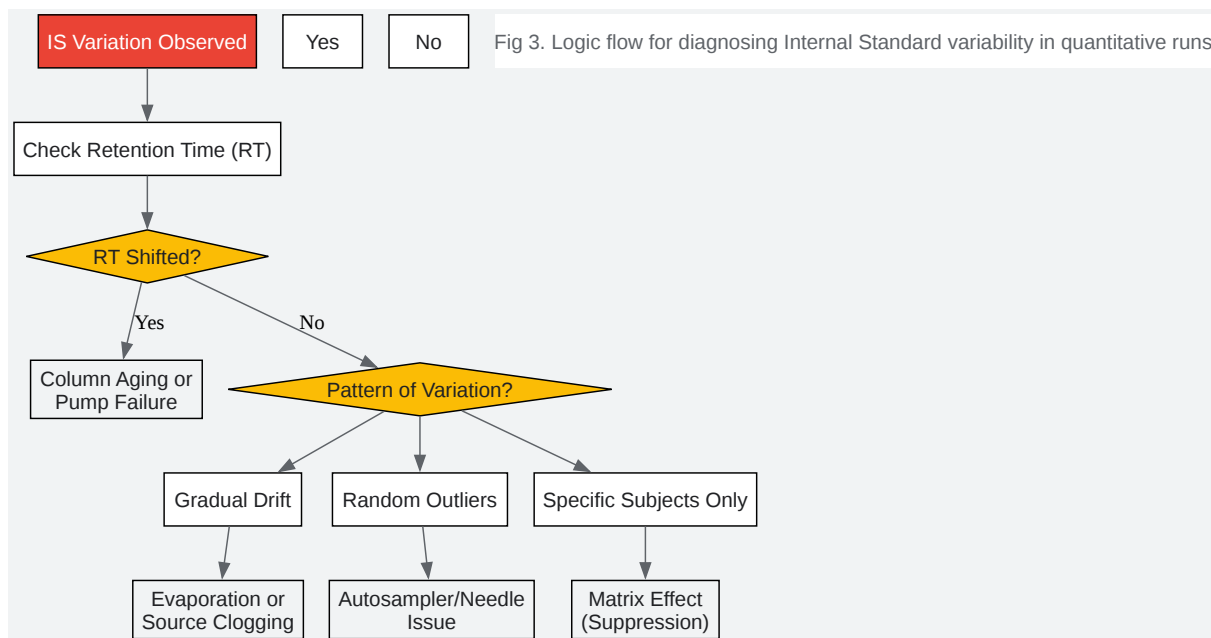 IS Variation Observed
Yes
No
Fig 3. Logic flow for diagnosing Internal Standard variability in quantitative runs
Check Retention Time (RT)
RT Shifted?
Yes
No
Column Aging or
Pump Failure
Pattern of Variation?
Gradual Drift
Random Outliers
Specific Subjects Only
Evaporation or
Source Clogging
Autosampler/Needle
Issue
Matrix Effect
(Suppression)